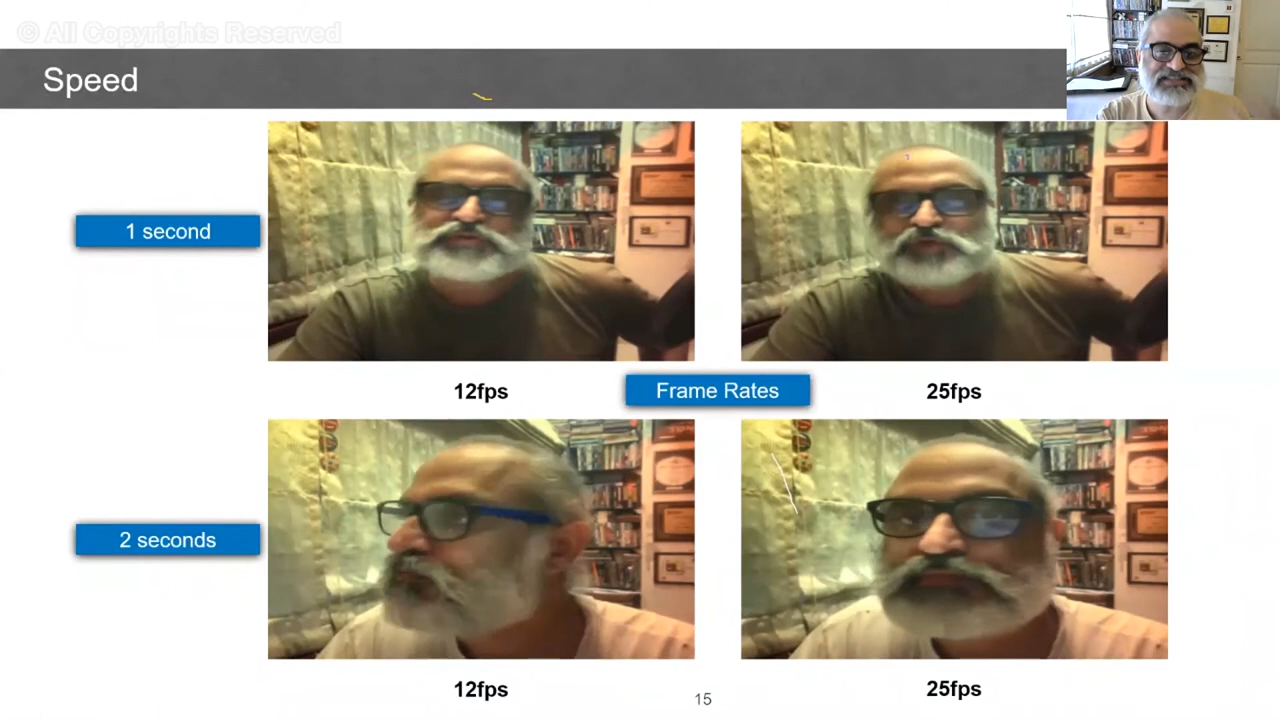 © All Copyrights Reserved
Speed
1 second
12fps
Frame Rates
25fps
2 seconds
12fps
25fps
15